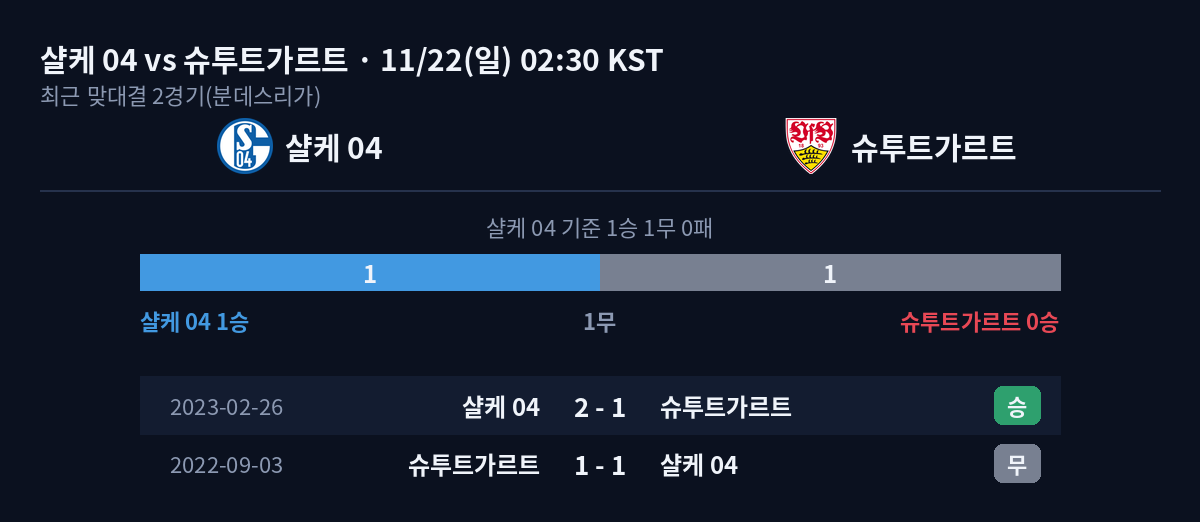 샬케 04 vs 슈투트가르트 · 11/22(일) 02:30 KST
최근 맞대결 2경기(분데스리가)
S 04 샬케 04
VfB 18 93 슈투트가르트
샬케 04 기준 1승 1무 0패
1 1
샬케 04 1승 1무 슈투트가르트 0승
2023-02-26 샬케 04 2 - 1 슈투트가르트 승
2022-09-03 슈투트가르트 1 - 1 샬케 04 무